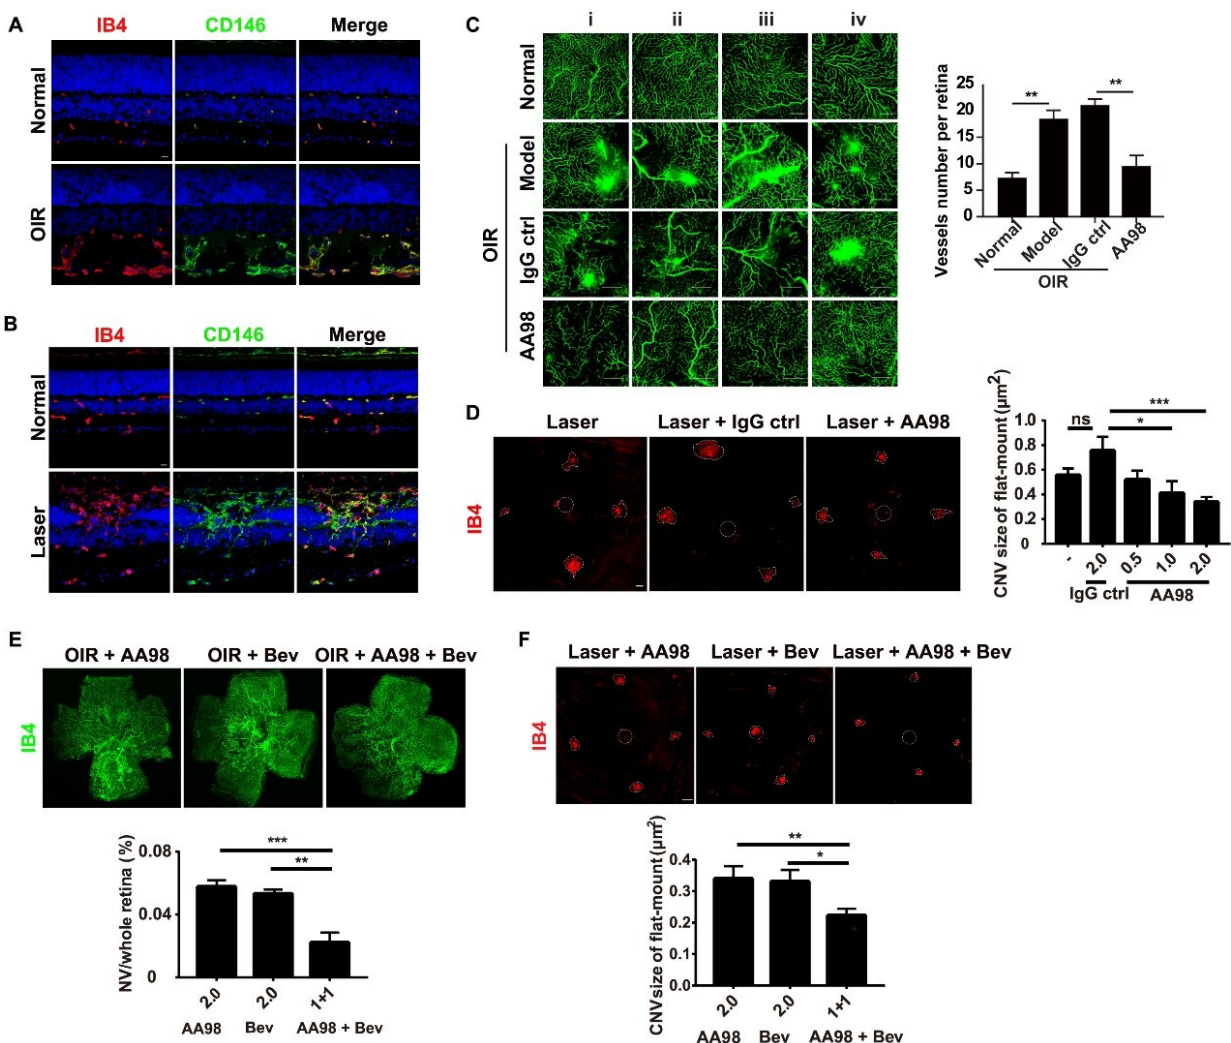 A
IB4 CD146 Merge
Normal
OIR
B
IB4 CD146 Merge
Normal
Laser
C
i ii iii iv
Normal
Model
IgG ctrl
AA98
OIR
Vessels number per retina
25
20
15
10
5
0
** **
Normal Model IgG ctrl AA98
OIR
D
Laser Laser + IgG ctrl Laser + AA98
IB4
CNV size of flat-mount (μm²)
1.0
0.8
0.6
0.4
0.2
0
***
ns *
- 2.0 0.5 1.0 2.0
IgG ctrl AA98
E
OIR + AA98 OIR + Bev OIR + AA98 + Bev
IB4
NV/whole retina (%)
0.08
0.04
0
***
**
2.0 2.0 1+1
AA98 Bev AA98 + Bev
F
Laser + AA98 Laser + Bev Laser + AA98 + Bev
IB4
CNV size of flat-mount (μm²)
0.4
0.3
0.2
0.1
0.0
**
*
2.0 2.0 1+1
AA98 Bev AA98 + Bev